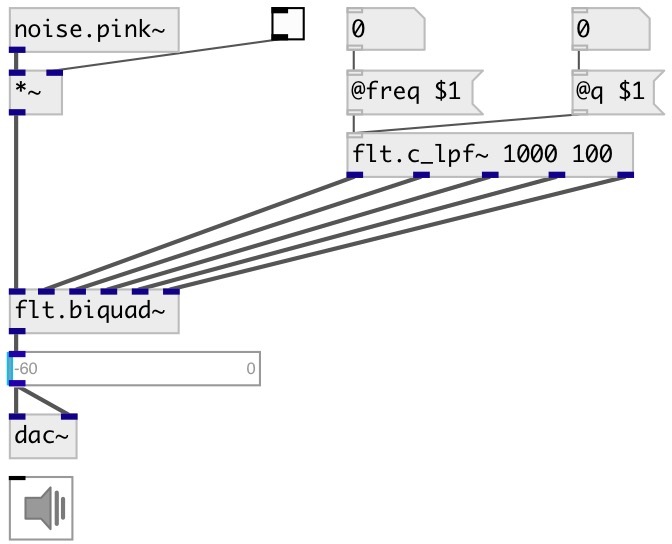 noise.pink~
0
0
*~
@freq $1
@q $1
flt.c_lpf~ 1000 100
flt.biquad~
-60 0
dac~